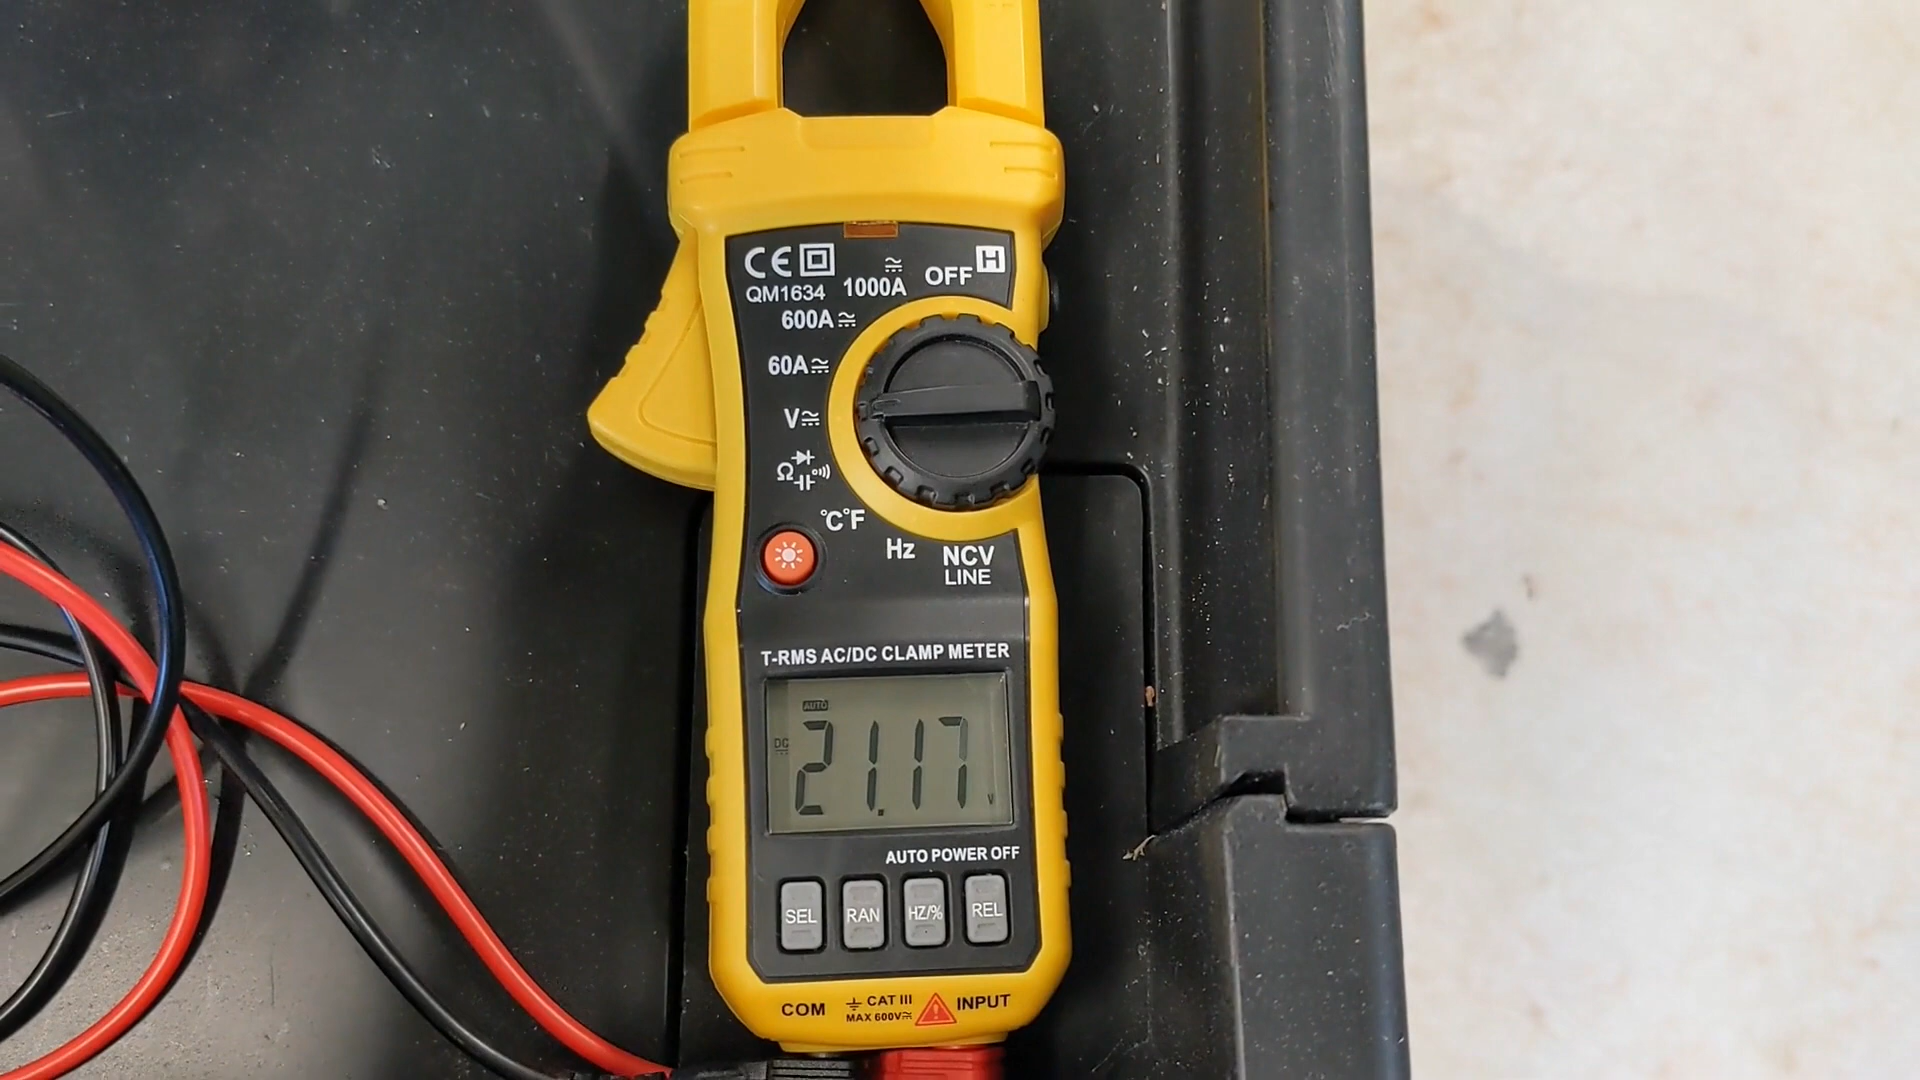 CE
QM1634
1000A
OFF H
600A
60A
V
Ω
°C°F
Hz
NCV
LINE
T-RMS AC/DC CLAMP METER
AUTO
DC
21.17
V
AUTO POWER OFF
SEL RAN HZ/% REL
COM
CAT III
MAX 600V
INPUT